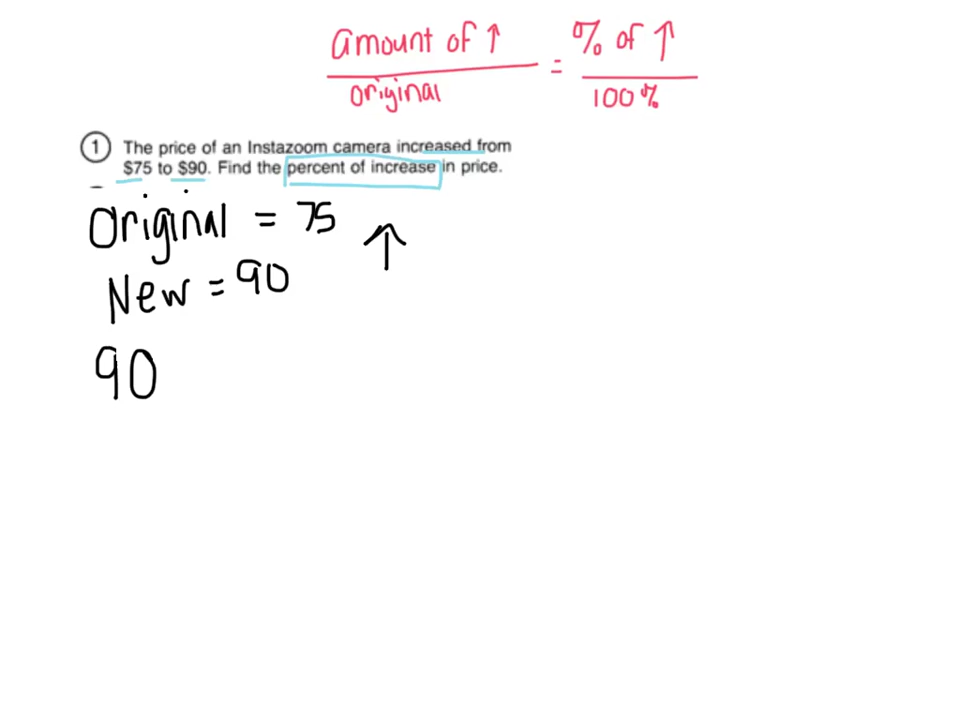 amount of ↑ = % of ↑
original 100%
1 The price of an Instazoom camera increased from
$75 to $90. Find the percent of increase in price.
Original = 75 ↑
New = 90
90